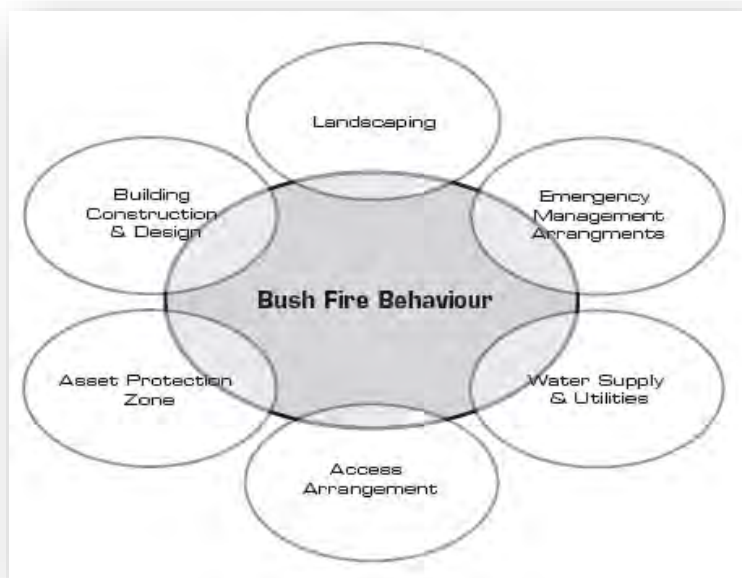 Landscaping
Building
Construction
& Design
Emergency
Management
Arrangments
Bush Fire Behaviour
Asset Protection
Zone
Water Supply
& Utilities
Access
Arrangement